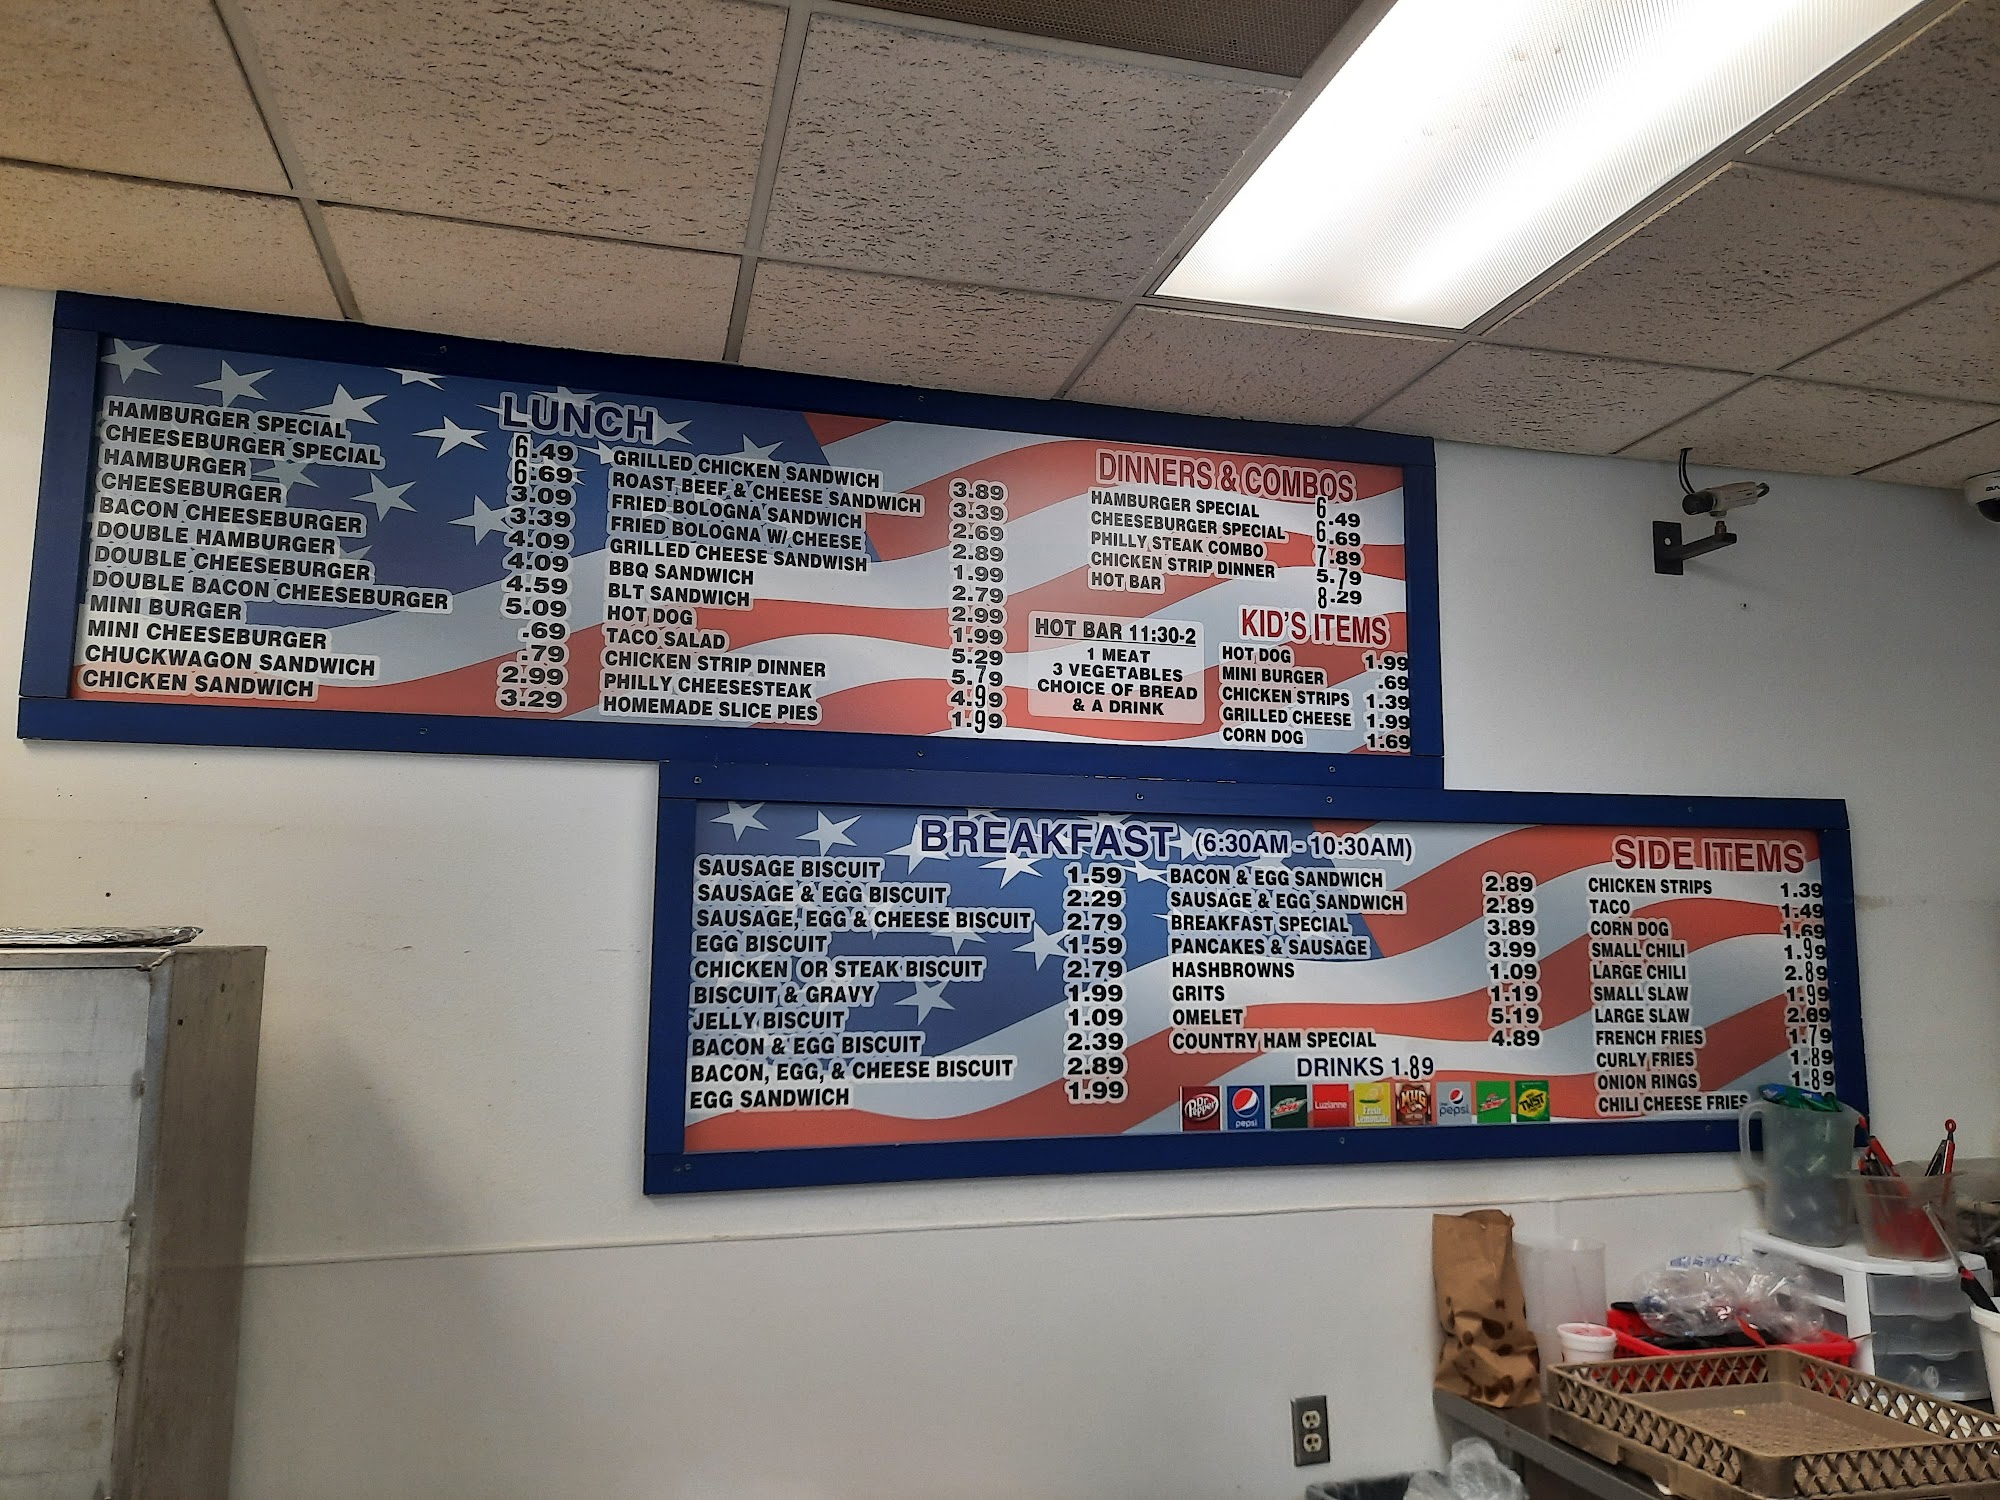 LUNCH
HAMBURGER SPECIAL 6.49
CHEESEBURGER SPECIAL 6.69
HAMBURGER 3.09
CHEESEBURGER 3.39
BACON CHEESEBURGER 4.09
DOUBLE HAMBURGER 4.09
DOUBLE CHEESEBURGER 4.59
DOUBLE BACON CHEESEBURGER 5.09
MINI BURGER .69
MINI CHEESEBURGER .79
CHUCKWAGON SANDWICH 2.99
CHICKEN SANDWICH 3.29
GRILLED CHICKEN SANDWICH 3.89
ROAST BEEF & CHEESE SANDWICH 3.39
FRIED BOLOGNA SANDWICH 2.69
FRIED BOLOGNA W/ CHEESE 2.89
GRILLED CHEESE SANDWISH 1.99
BBQ SANDWICH 2.79
BLT SANDWICH 2.99
HOT DOG 1.99
TACO SALAD 5.29
CHICKEN STRIP DINNER 5.79
PHILLY CHEESESTEAK 4.99
HOMEMADE SLICE PIES 1.99
DINNERS & COMBOS
HAMBURGER SPECIAL 6.49
CHEESEBURGER SPECIAL 6.69
PHILLY STEAK COMBO 7.89
CHICKEN STRIP DINNER 5.79
HOT BAR 8.29
HOT BAR 11:30-2
1 MEAT
3 VEGETABLES
CHOICE OF BREAD
& A DRINK
KID'S ITEMS
HOT DOG 1.99
MINI BURGER .69
CHICKEN STRIPS 1.39
GRILLED CHEESE 1.99
CORN DOG 1.69
BREAKFAST (6:30AM - 10:30AM)
SAUSAGE BISCUIT 1.59
SAUSAGE & EGG BISCUIT 2.29
SAUSAGE, EGG & CHEESE BISCUIT 2.79
EGG BISCUIT 1.59
CHICKEN OR STEAK BISCUIT 2.79
BISCUIT & GRAVY 1.99
JELLY BISCUIT 1.09
BACON & EGG BISCUIT 2.39
BACON, EGG, & CHEESE BISCUIT 2.89
EGG SANDWICH 1.99
BACON & EGG SANDWICH 2.89
SAUSAGE & EGG SANDWICH 2.89
BREAKFAST SPECIAL 3.89
PANCAKES & SAUSAGE 3.99
HASHBROWNS 1.09
GRITS 1.19
OMELET 5.19
COUNTRY HAM SPECIAL 4.89
DRINKS 1.89
Dr Pepper
pepsi
Luzianne
MUG
pepsi
TWST
SIDE ITEMS
CHICKEN STRIPS 1.39
TACO 1.49
CORN DOG 1.69
SMALL CHILI 1.99
LARGE CHILI 2.89
SMALL SLAW 1.99
LARGE SLAW 2.89
FRENCH FRIES 1.79
CURLY FRIES 1.89
ONION RINGS 1.89
CHILI CHEESE FRIES